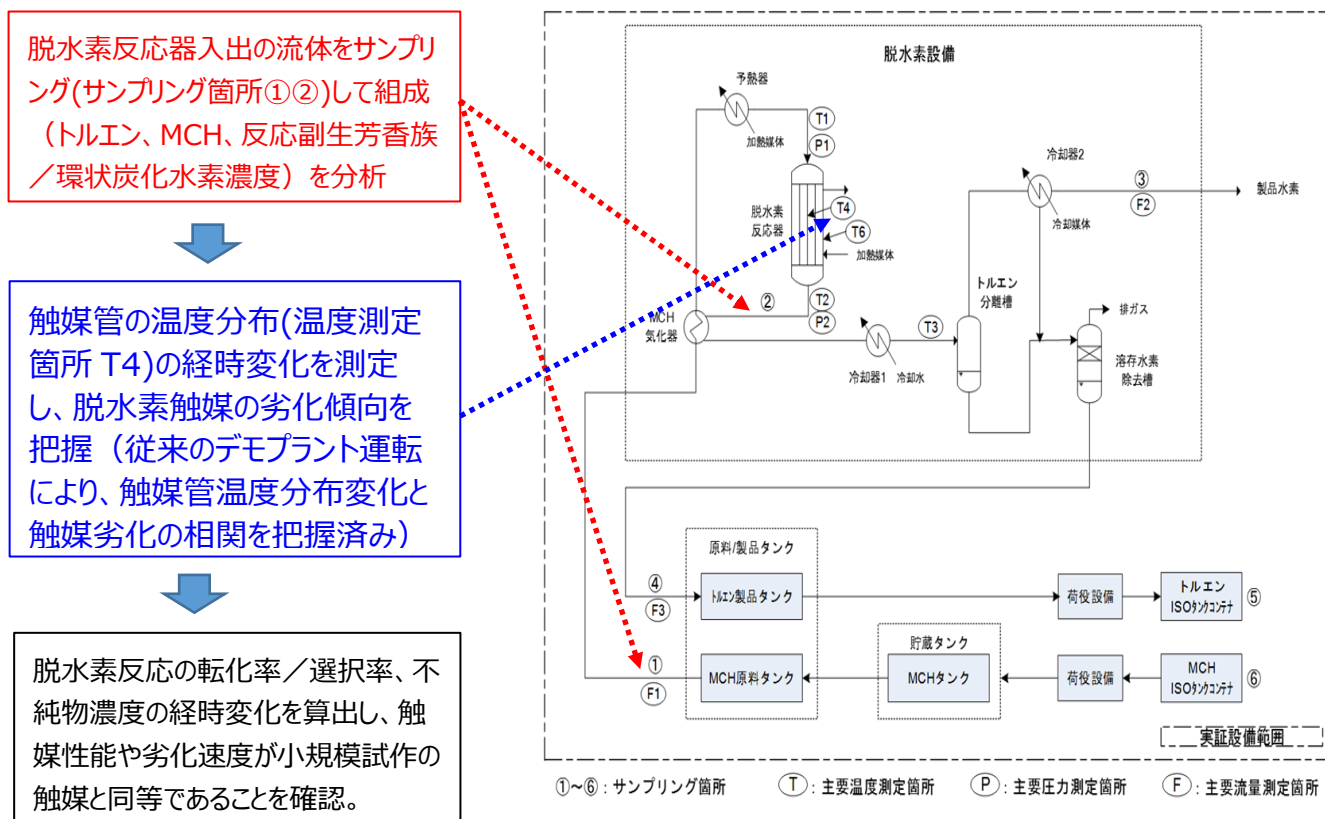 脱水素反応器入出の流体をサンプリ
ング(サンプリング箇所①②)して組成
（トルエン、MCH、反応副生芳香族
／環状炭化水素濃度）を分析
触媒管の温度分布(温度測定
箇所 T4)の経時変化を測定
し、脱水素触媒の劣化傾向を
把握（従来のデモプラント運転
により、触媒管温度分布変化と
触媒劣化の相関を把握済み）
脱水素反応の転化率／選択率、不
純物濃度の経時変化を算出し、触
媒性能や劣化速度が小規模試作の
触媒と同等であることを確認。
脱水素設備
予熱器
加熱媒体
T1
P1
脱水素
反応器
T4
T6
加熱媒体
②
T2
P2
MCH
気化器
冷却器1
冷却水
T3
トルエン
分離槽
冷却器2
冷却媒体
③
F2
製品水素
排ガス
溶存水素
除去槽
原料/製品タンク
④
F3
トルエン製品タンク
荷役設備
トルエン
ISOタンクコンテナ
⑤
①
F1
MCH原料タンク
貯蔵タンク
MCHタンク
荷役設備
MCH
ISOタンクコンテナ
⑥
実証設備範囲
①～⑥：サンプリング箇所
T：主要温度測定箇所
P：主要圧力測定箇所
F：主要流量測定箇所